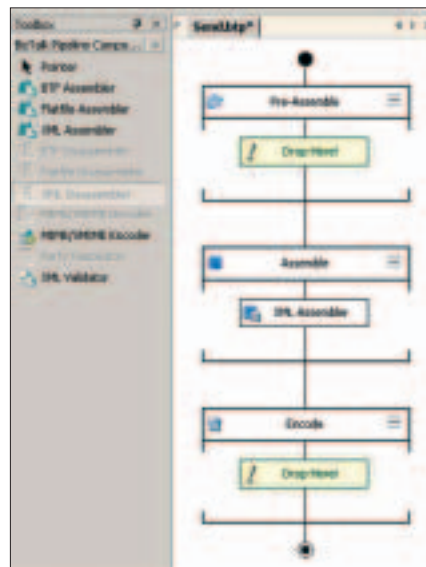 Toolbox
BizTalk Pipeline Compo...
Pointer
BTF Assembler
Flatfile Assembler
XML Assembler
BTF Disassembler
Flatfile Disassembler
XML Disassembler
MIME/SMIME Decoder
MIME/SMIME Encoder
Party Resolution
XML Validator
Send.btp*
Pre-Assemble
Drop Here!
Assemble
XML Assembler
Encode
Drop Here!